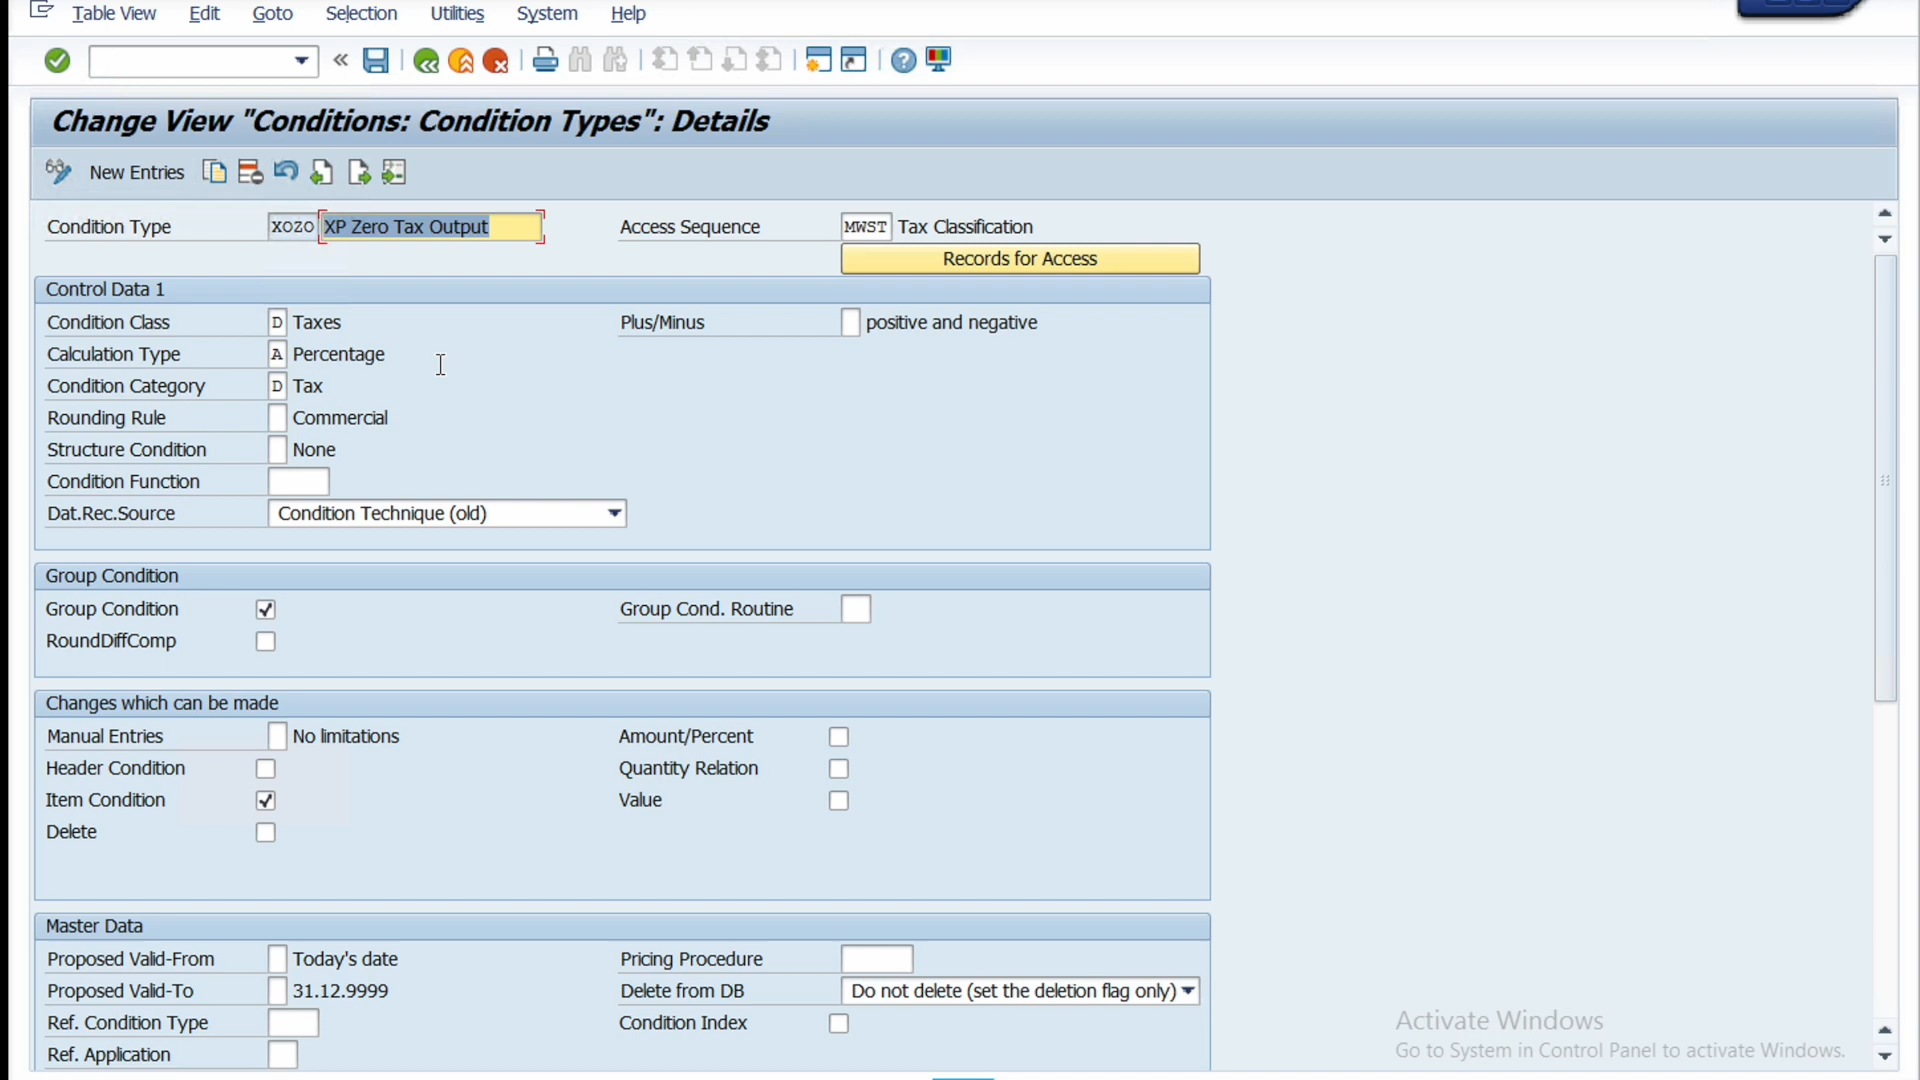 Table View Edit Goto Selection Utilities System Help
Change View "Conditions: Condition Types": Details
New Entries
Condition Type XOZO XP Zero Tax Output Access Sequence MWST Tax Classification
Records for Access
Control Data 1
Condition Class D Taxes Plus/Minus positive and negative
Calculation Type A Percentage
Condition Category D Tax
Rounding Rule Commercial
Structure Condition None
Condition Function
Dat.Rec.Source Condition Technique (old)
Group Condition
Group Condition Group Cond. Routine
RoundDiffComp
Changes which can be made
Manual Entries No limitations Amount/Percent
Header Condition Quantity Relation
Item Condition Value
Delete
Master Data
Proposed Valid-From Today's date Pricing Procedure
Proposed Valid-To 31.12.9999 Delete from DB Do not delete (set the deletion flag only)
Ref. Condition Type Condition Index
Ref. Application
Activate Windows
Go to System in Control Panel to activate Windows.